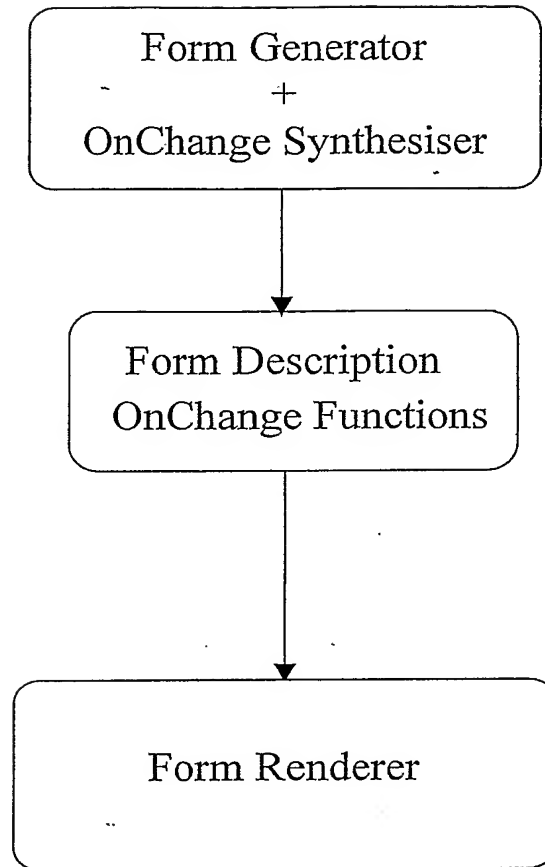 Form Generator
+
OnChange Synthesiser
Form Description
OnChange Functions
Form Renderer